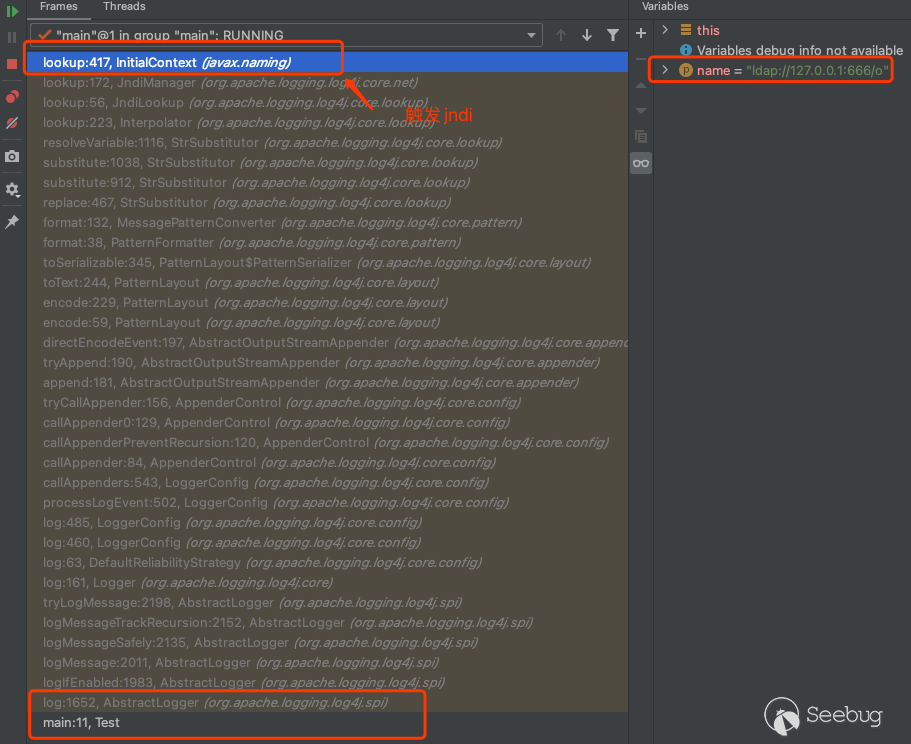 Frames Threads
"main"@1 in group "main": RUNNING
lookup:417, InitialContext (javax.naming)
lookup:172, JndiManager (org.apache.logging.log4j.core.net)
lookup:56, JndiLookup (org.apache.logging.log4j.core.lookup)
触发jndi
lookup:223, Interpolator (org.apache.logging.log4j.core.lookup)
resolveVariable:1116, StrSubstitutor (org.apache.logging.log4j.core.lookup)
substitute:1038, StrSubstitutor (org.apache.logging.log4j.core.lookup)
substitute:912, StrSubstitutor (org.apache.logging.log4j.core.lookup)
replace:467, StrSubstitutor (org.apache.logging.log4j.core.lookup)
format:132, MessagePatternConverter (org.apache.logging.log4j.core.pattern)
format:38, PatternFormatter (org.apache.logging.log4j.core.pattern)
toSerializable:345, PatternLayout$PatternSerializer (org.apache.logging.log4j.core.layout)
toText:244, PatternLayout (org.apache.logging.log4j.core.layout)
encode:229, PatternLayout (org.apache.logging.log4j.core.layout)
encode:59, PatternLayout (org.apache.logging.log4j.core.layout)
directEncodeEvent:197, AbstractOutputStreamAppender (org.apache.logging.log4j.core.appenc
tryAppend:190, AbstractOutputStreamAppender (org.apache.logging.log4j.core.appender)
append:181, AbstractOutputStreamAppender (org.apache.logging.log4j.core.appender)
tryCallAppender:156, AppenderControl (org.apache.logging.log4j.core.config)
callAppender0:129, AppenderControl (org.apache.logging.log4j.core.config)
callAppenderPreventRecursion:120, AppenderControl (org.apache.logging.log4j.core.config)
callAppender:84, AppenderControl (org.apache.logging.log4j.core.config)
callAppenders:543, LoggerConfig (org.apache.logging.log4j.core.config)
processLogEvent:502, LoggerConfig (org.apache.logging.log4j.core.config)
log:485, LoggerConfig (org.apache.logging.log4j.core.config)
log:460, LoggerConfig (org.apache.logging.log4j.core.config)
log:63, DefaultReliabilityStrategy (org.apache.logging.log4j.core.config)
log:161, Logger (org.apache.logging.log4j.core)
tryLogMessage:2198, AbstractLogger (org.apache.logging.log4j.spi)
logMessageTrackRecursion:2152, AbstractLogger (org.apache.logging.log4j.spi)
logMessageSafely:2135, AbstractLogger (org.apache.logging.log4j.spi)
logMessage:2011, AbstractLogger (org.apache.logging.log4j.spi)
logIfEnabled:1983, AbstractLogger (org.apache.logging.log4j.spi)
log:1652, AbstractLogger (org.apache.logging.log4j.spi)
main:11, Test
Variables
this
Variables debug info not available
name = "ldap://127.0.0.1:666/o"
Seebug